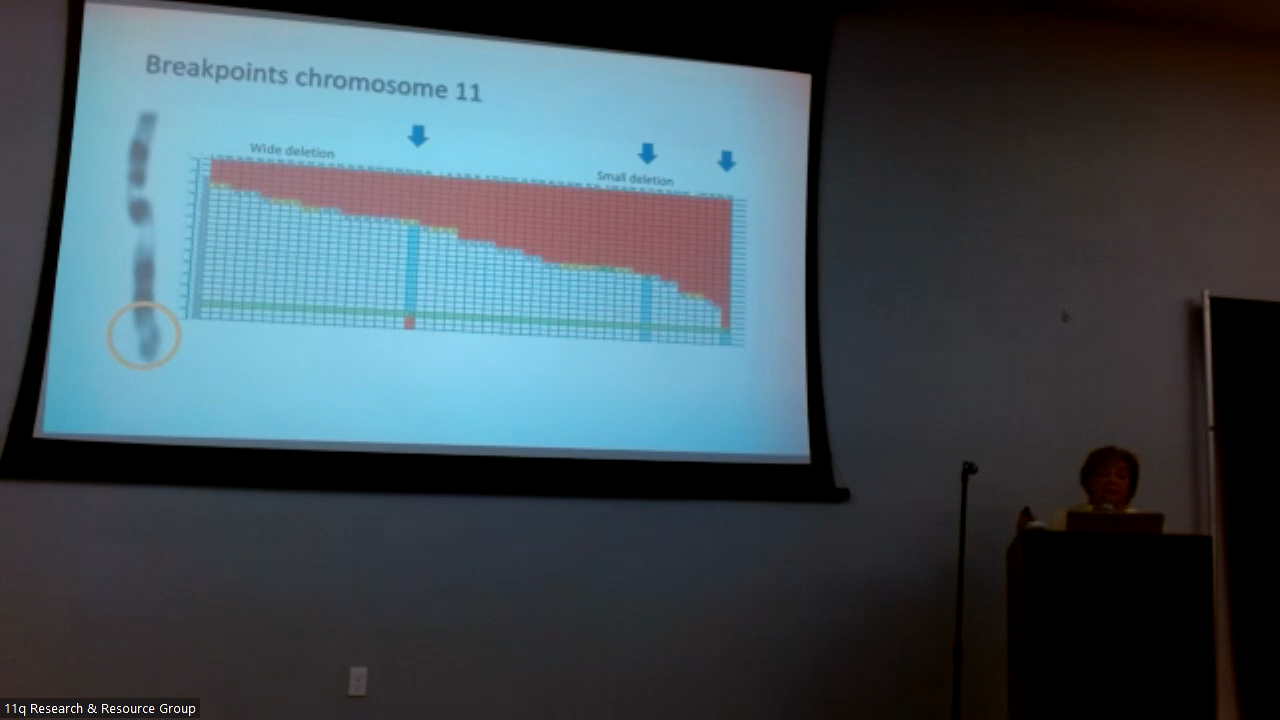 Breakpoints chromosome 11
Wide deletion
Small deletion
11q Research & Resource Group